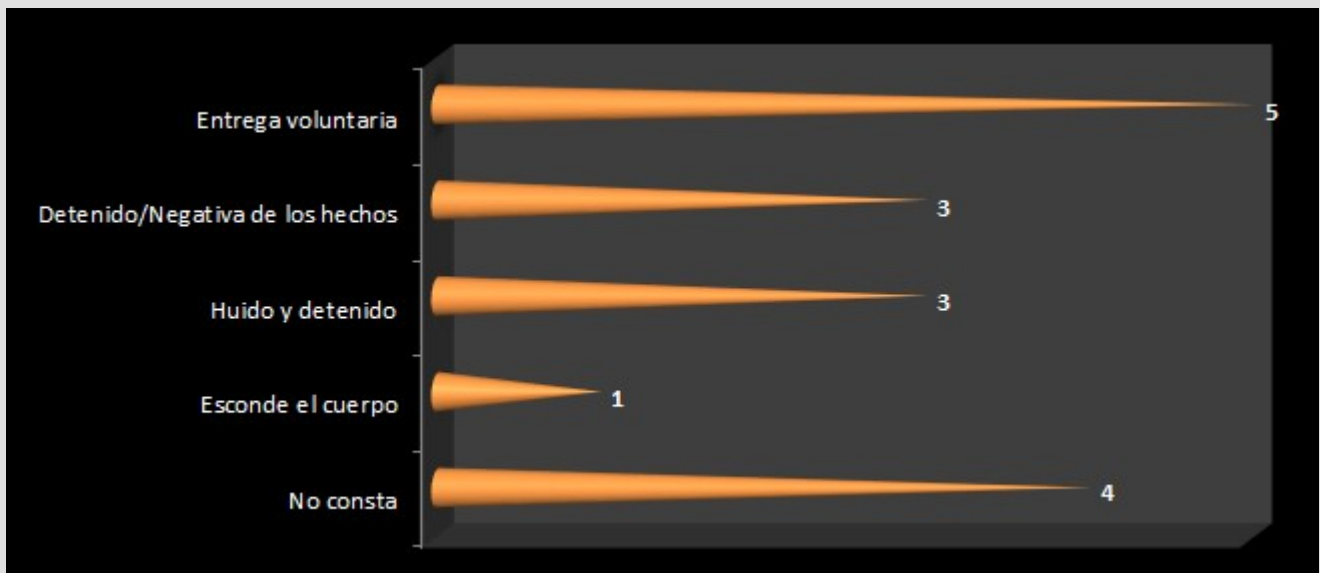 Entrega voluntaria
5
Detenido/Negativa de los hechos
3
Huido y detenido
3
Esconde el cuerpo
1
No consta
4